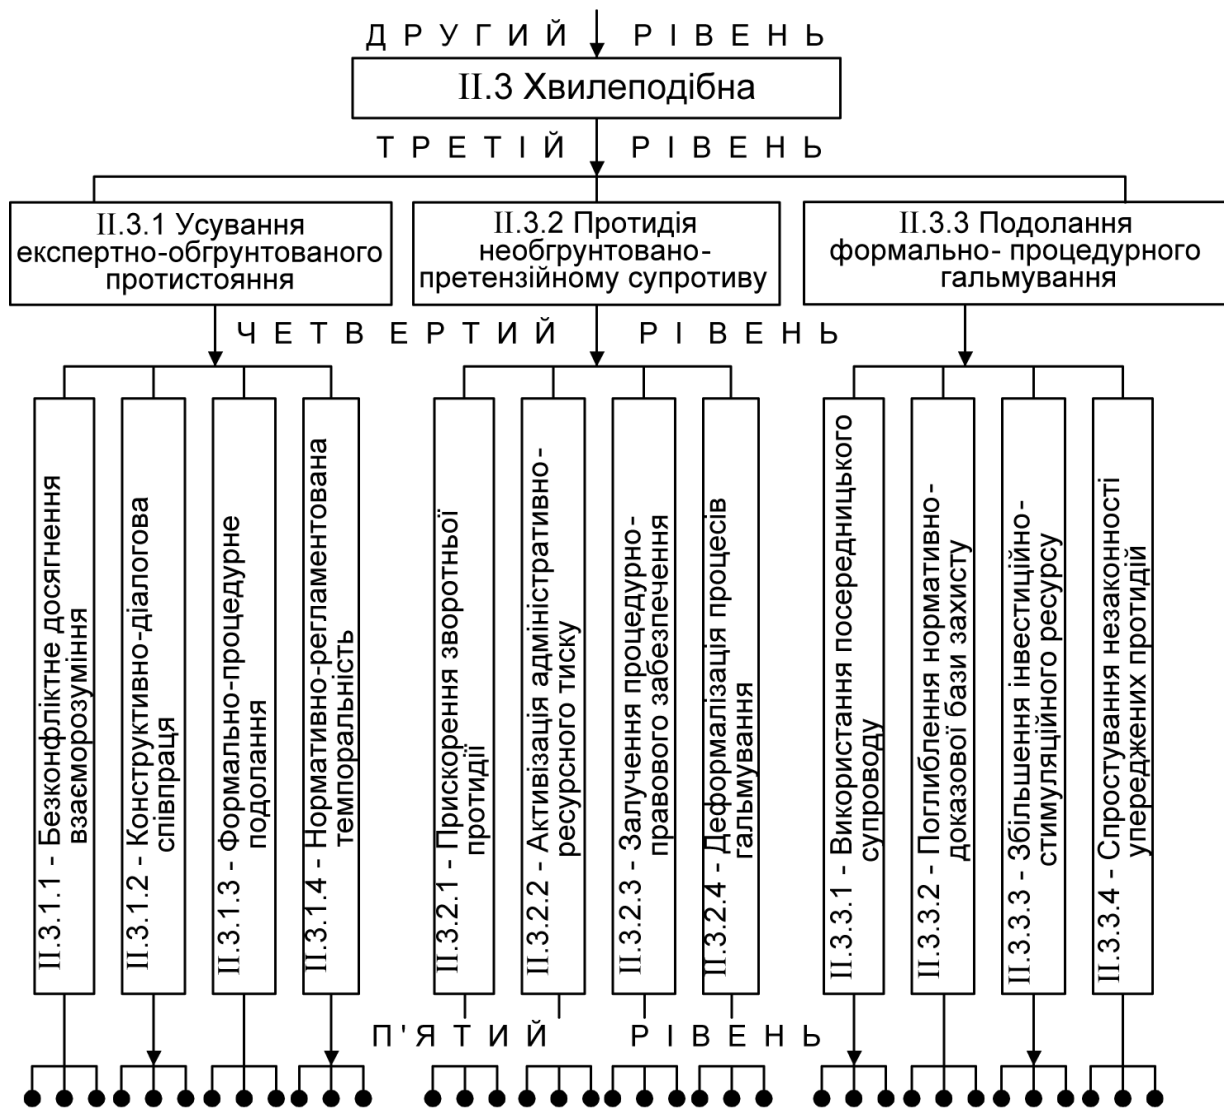 ДРУГИЙ РІВЕНЬ
II.3 Хвилеподібна
ТРЕТІЙ РІВЕНЬ
II.3.1 Усування
експертно-обгрунтованого
протистояння
II.3.2 Протидія
необгрунтовано-
претензійному супротиву
II.3.3 Подолання
формально- процедурного
гальмування
ЧЕТВЕРТИЙ РІВЕНЬ
II.3.1.1 - Безконфліктне досягнення
взаєморозуміння
II.3.1.2 - Конструктивно-діалогова
співпраця
II.3.1.3 - Формально-процедурне
подолання
II.3.1.4 - Нормативно-регламентована
темпоральність
II.3.2.1 - Прискорення зворотньої
протидії
II.3.2.2 - Активізація адміністративно-
ресурсного тиску
II.3.2.3 - Залучення процедурно-
правового забезпечення
II.3.2.4 - Деформалізація процесів
гальмування
II.3.3.1 - Використання посередницького
супроводу
II.3.3.2 - Поглиблення нормативно-
доказової бази захисту
II.3.3.3 - Збільшення інвестиційно-
стимуляційного ресурсу
II.3.3.4 - Спростування незаконності
упереджених протидій
П'ЯТИЙ РІВЕНЬ